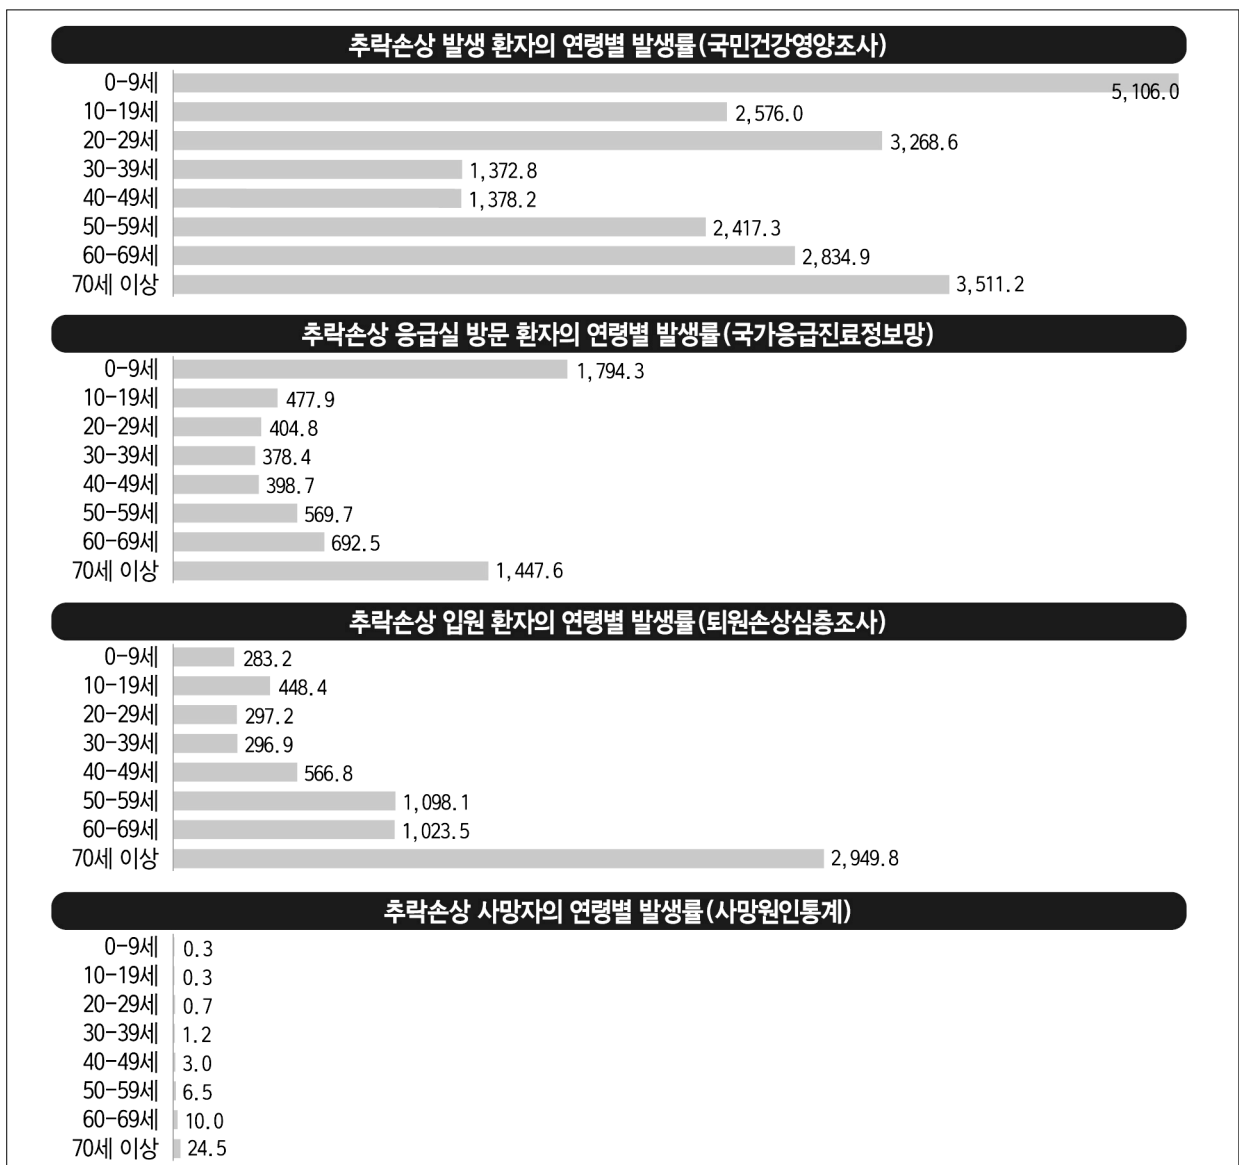 추락손상 발생 환자의 연령별 발생률(국민건강영양조사)
0-9세 5,106.0
10-19세 2,576.0
20-29세 3,268.6
30-39세 1,372.8
40-49세 1,378.2
50-59세 2,417.3
60-69세 2,834.9
70세 이상 3,511.2
추락손상 응급실 방문 환자의 연령별 발생률(국가응급진료정보망)
0-9세 1,794.3
10-19세 477.9
20-29세 404.8
30-39세 378.4
40-49세 398.7
50-59세 569.7
60-69세 692.5
70세 이상 1,447.6
추락손상 입원 환자의 연령별 발생률(퇴원손상심층조사)
0-9세 283.2
10-19세 448.4
20-29세 297.2
30-39세 296.9
40-49세 566.8
50-59세 1,098.1
60-69세 1,023.5
70세 이상 2,949.8
추락손상 사망자의 연령별 발생률(사망원인통계)
0-9세 0.3
10-19세 0.3
20-29세 0.7
30-39세 1.2
40-49세 3.0
50-59세 6.5
60-69세 10.0
70세 이상 24.5